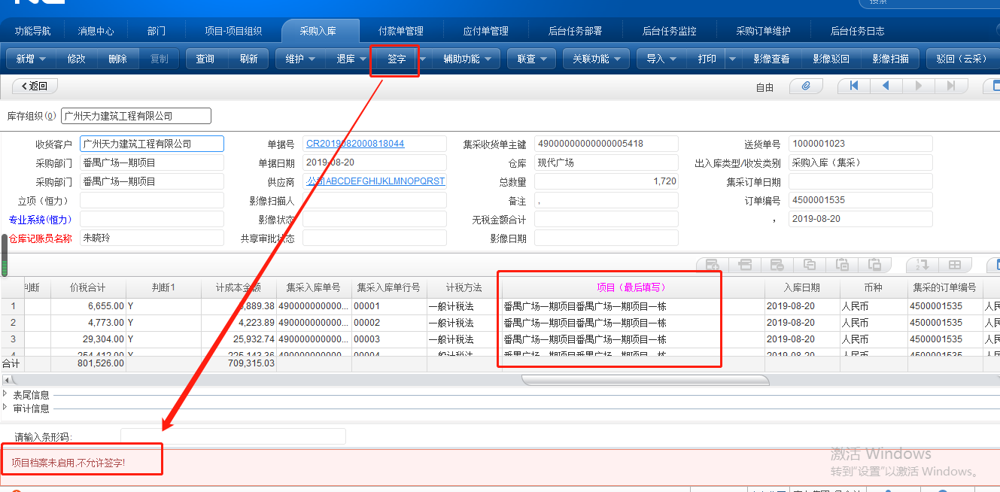 搜索
功能导航 消息中心 部门 项目-项目组织 采购入库 付款单管理 应付单管理 后台任务部署 后台任务监控 采购订单维护 后台任务日志
新增 修改 删除 复制 查询 刷新 维护 退库 签字 辅助功能 联查 关联功能 导入 打印 影像查看 影像驳回 影像扫描 驳回（云采）
返回 自由
库存组织(O) 广州天力建筑工程有限公司
收货客户 广州天力建筑工程有限公司 单据号 CR2019082000818044 集采收货单主键 49000000000000005418 送货单号 1000001023
采购部门 番禺广场一期项目 单据日期 2019-08-20 仓库 现代广场 出入库类型/收发类别 采购入库（集采）
采购部门 番禺广场一期项目 供应商 公司ABCDEFGHIJKLMNOPQRST 总数量 1,720 集采订单日期
立项（恒力） 影像扫描人 备注 , 订单编号 4500001535
专业系统(恒力) 影像状态 无税金额合计 , 2019-08-20
仓库记账员名称 朱晓玲 共享审批状态 影像日期
判断 价税合计 判断1 计成本金额 集采入库单号 集采入库单行号 计税方法 项目（最后填写） 入库日期 币种 集采的订单编号
1 6,655.00 Y ,889.38 490000000000... 00001 一般计税法 番禺广场一期项目番禺广场一期项目一栋 2019-08-20 人民币 4500001535 人民
2 4,773.00 Y 4,223.89 490000000000... 00002 一般计税法 番禺广场一期项目番禺广场一期项目一栋 2019-08-20 人民币 4500001535 人民
3 29,304.00 Y 25,932.74 490000000000... 00003 一般计税法 番禺广场一期项目番禺广场一期项目一栋 2019-08-20 人民币 4500001535 人民
4 254,412.00 Y 225,143.36 490000000000... 00004 一般计税法 番禺广场一期项目番禺广场一期项目一栋 2019-08-20 人民币 4500001535 人民
合计 801,526.00 709,315.03
表尾信息
审计信息
请输入条形码:
项目档案未启用,不允许签字!
激活 Windows
转到"设置"以激活 Windows。